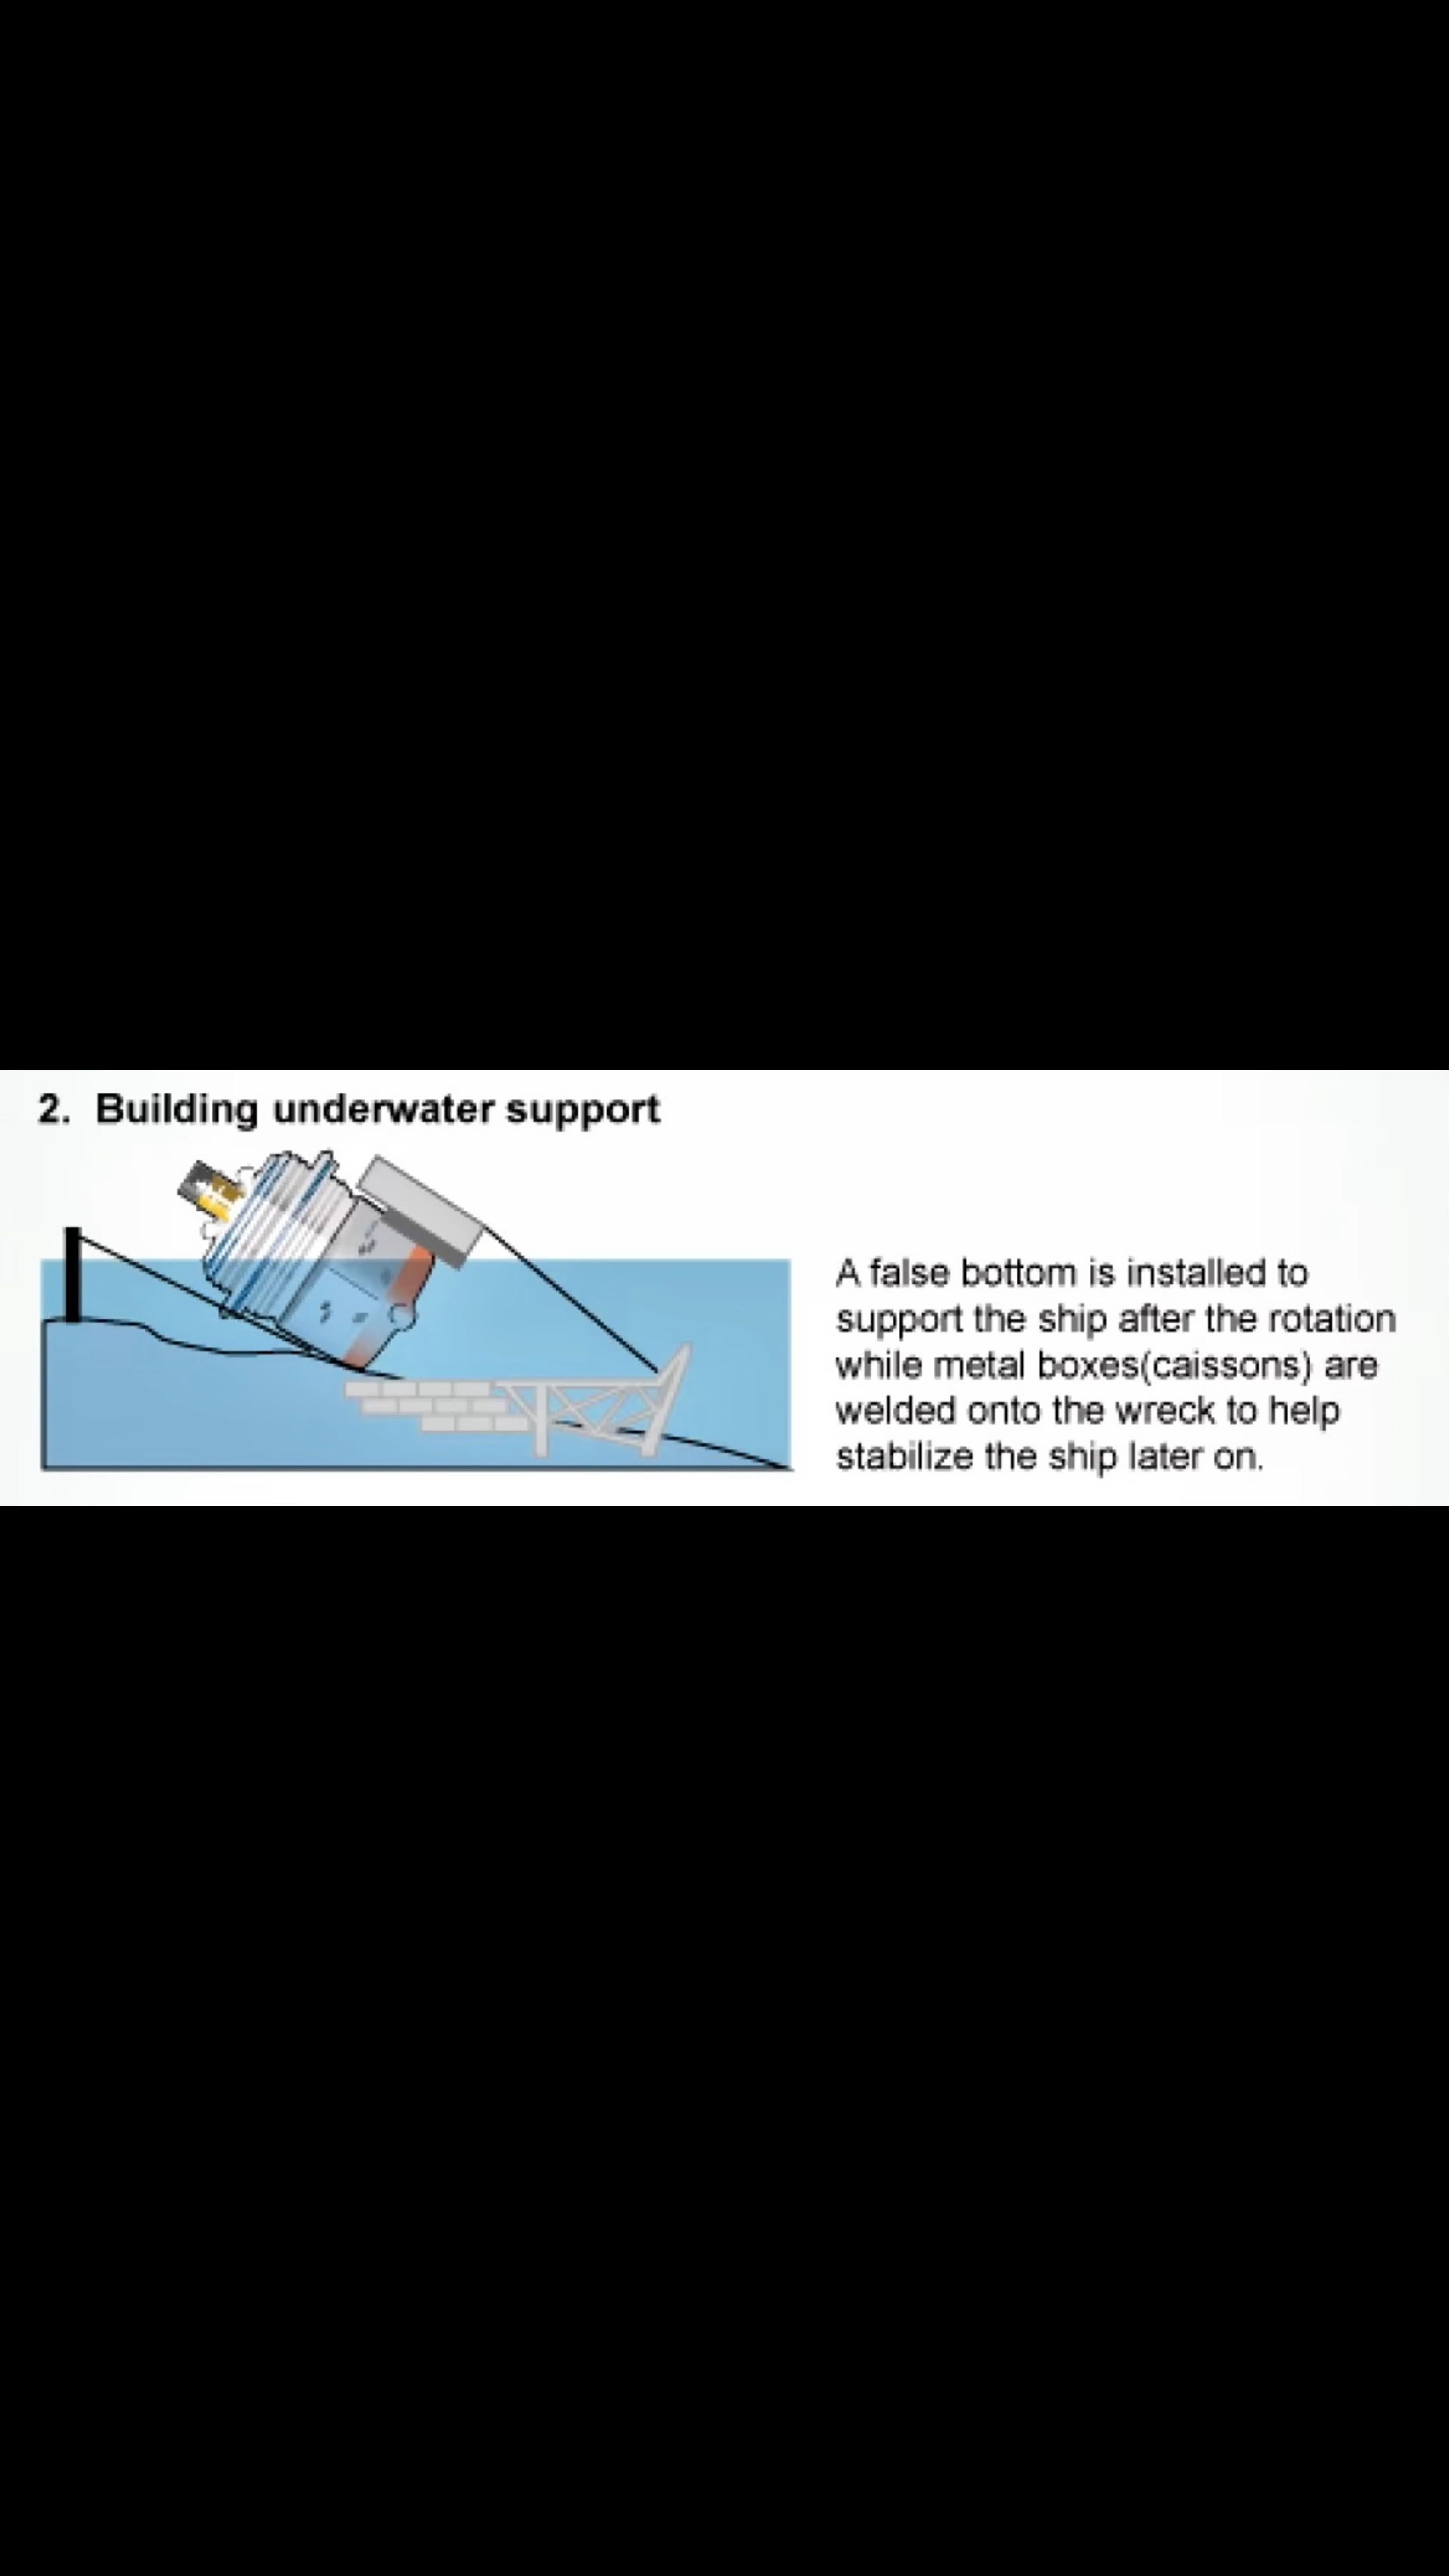 2. Building underwater support
A false bottom is installed to
support the ship after the rotation
while metal boxes(caissons) are
welded onto the wreck to help
stabilize the ship later on.